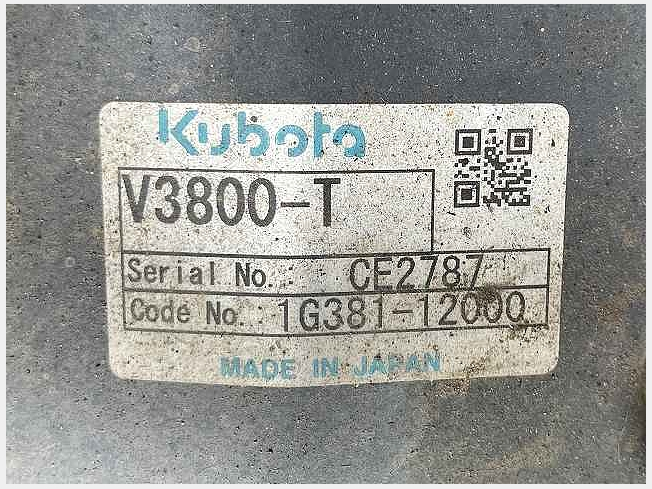 Kubota
V3800-T
Serial No. : CE2787
Code No. : 1G381-12000
MADE IN JAPAN